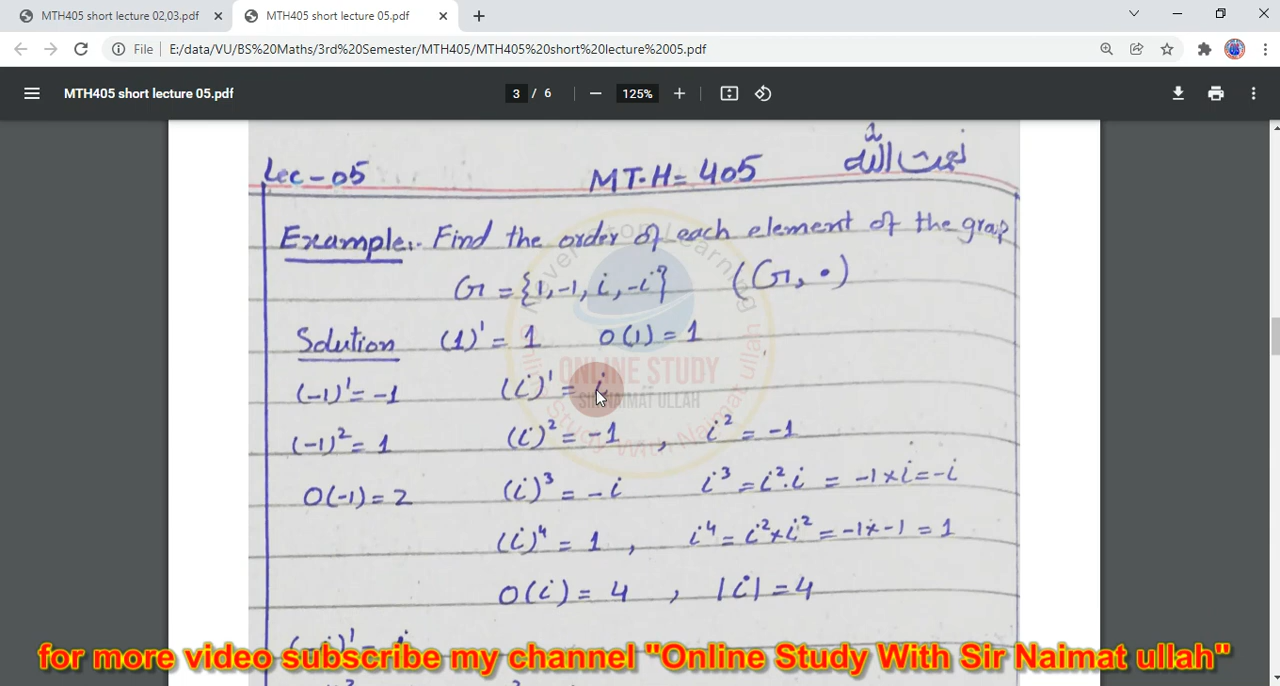 MTH405 short lecture 02,03.pdf
MTH405 short lecture 05.pdf
File E:/data/VU/BS%20Maths/3rd%20Semester/MTH405/MTH405%20short%20lecture%2005.pdf
MTH405 short lecture 05.pdf 3 / 6 125%
Lec-05 MT.H= 405 نعمت اللہ
Example:. Find the order of each element of the grap
G = {1, -1, i, -i} (G, •)
Solution (1)' = 1 O(1) = 1
(-1)' = -1 (i)' = i
(-1)² = 1 (i)² = -1 , i² = -1
O(-1) = 2 (i)³ = -i i³ = i².i = -1×i = -i
(i)⁴ = 1 , i⁴ = i²×i² = -1×-1 = 1
O(i) = 4 , |i| = 4
ONLINE STUDY
SIR NAIMAT ULLAH
for more video subscribe my channel "Online Study With Sir Naimat ullah"